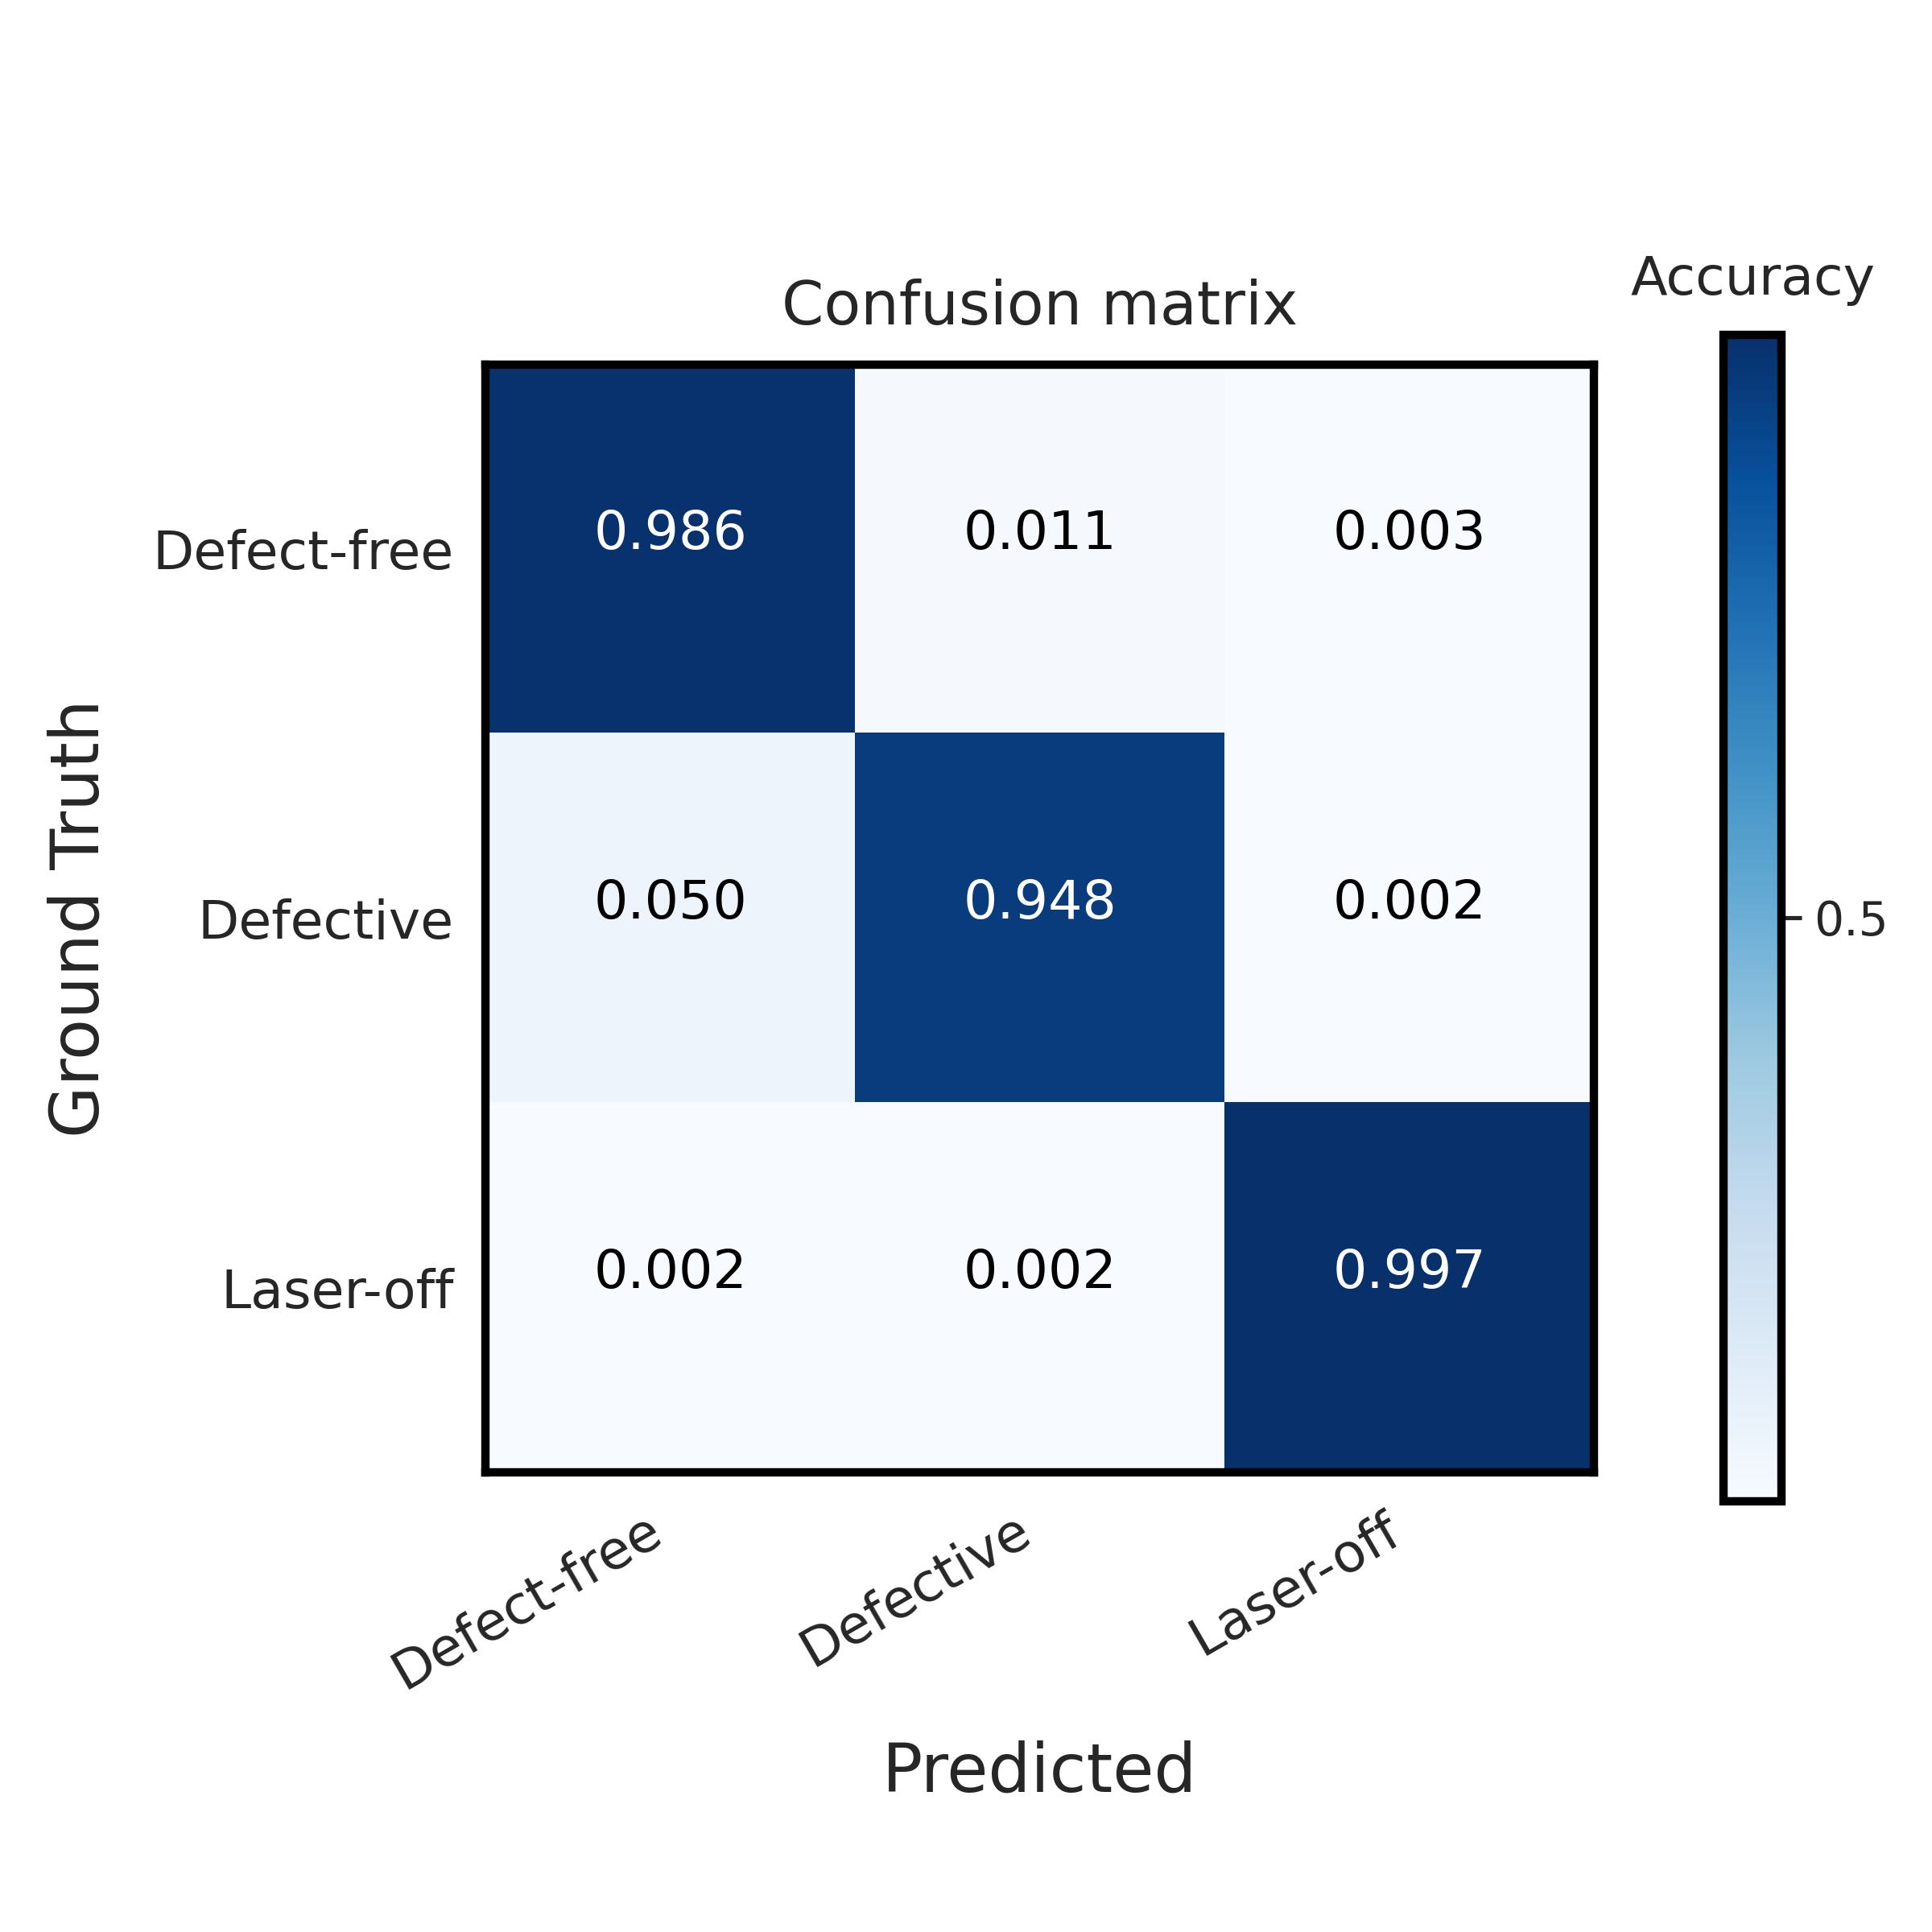 Accuracy
Confusion matrix
Ground Truth
Defect-free
0.986 0.011 0.003
Defective
0.050 0.948 0.002
0.5
Laser-off
0.002 0.002 0.997
Defect-free
Defective
Laser-off
Predicted